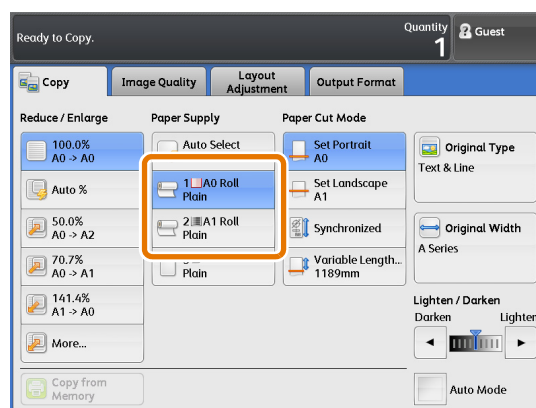 Ready to Copy.
Quantity
1
Guest
Copy
Image Quality
Layout
Adjustment
Output Format
Reduce / Enlarge
100.0%
A0 -> A0
Auto %
50.0%
A0 -> A2
70.7%
A0 -> A1
141.4%
A1 -> A0
More...
Copy from
Memory
Paper Supply
Auto Select
1 A0 Roll
Plain
2 A1 Roll
Plain
Plain
Paper Cut Mode
Set Portrait
A0
Set Landscape
A1
Synchronized
Variable Length...
1189mm
Original Type
Text & Line
Original Width
A Series
Lighten / Darken
Darken
Lighten
Auto Mode